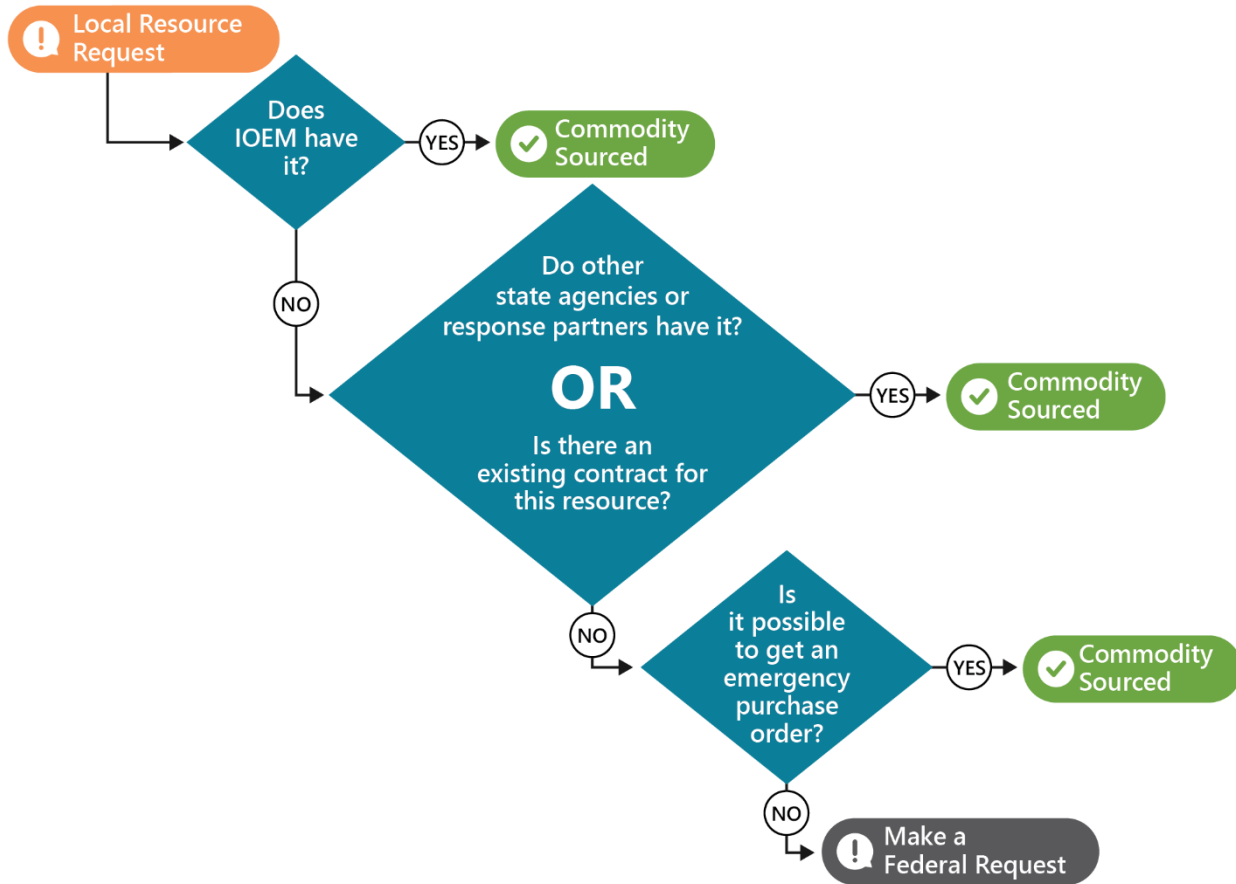 Local Resource
Request
Does
IOEM have
it?
YES
Commodity
Sourced
NO
Do other
state agencies or
response partners have it?
OR
Is there an
existing contract for
this resource?
YES
Commodity
Sourced
NO
Is
it possible
to get an
emergency
purchase
order?
YES
Commodity
Sourced
NO
Make a
Federal Request